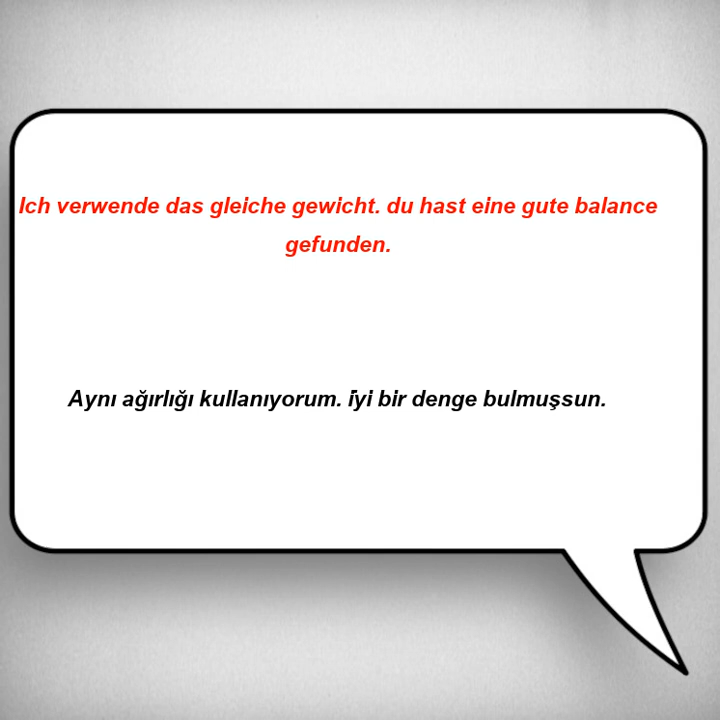 Ich verwende das gleiche gewicht. du hast eine gute balance
gefunden.
Aynı ağırlığı kullanıyorum. i̇yi bir denge bulmuşsun.